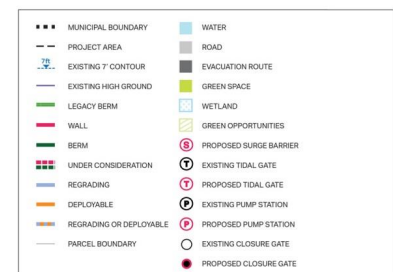 MUNICIPAL BOUNDARY
PROJECT AREA
7ft
EXISTING 7' CONTOUR
EXISTING HIGH GROUND
LEGACY BERM
WALL
BERM
UNDER CONSIDERATION
REGRADING
DEPLOYABLE
REGRADING OR DEPLOYABLE
PARCEL BOUNDARY
WATER
ROAD
EVACUATION ROUTE
GREEN SPACE
WETLAND
GREEN OPPORTUNITIES
S PROPOSED SURGE BARRIER
T EXISTING TIDAL GATE
T PROPOSED TIDAL GATE
P EXISTING PUMP STATION
P PROPOSED PUMP STATION
EXISTING CLOSURE GATE
PROPOSED CLOSURE GATE